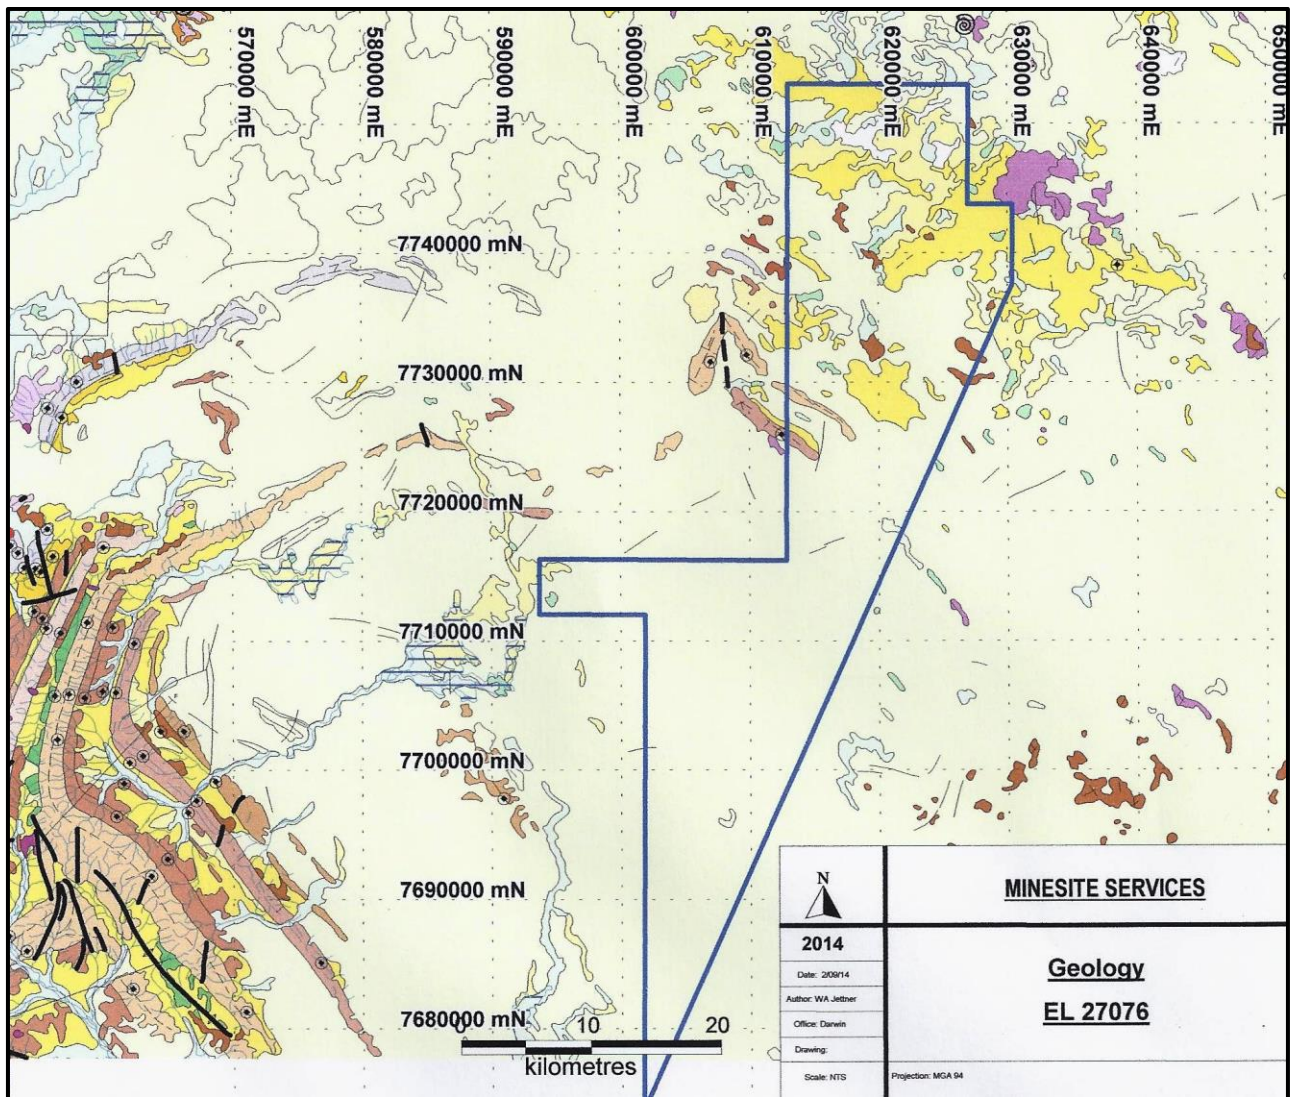 570000 mE
580000 mE
590000 mE
600000 mE
610000 mE
620000 mE
630000 mE
640000 mE
650000 mE
7740000 mN
7730000 mN
7720000 mN
7710000 mN
7700000 mN
7690000 mN
7680000 mN
0 10 20
kilometres
N
MINESITE SERVICES
2014
Date: 2/09/14
Author: WA Jettner
Office: Darwin
Drawing:
Scale: NTS
Geology
EL 27076
Projection: MGA 94